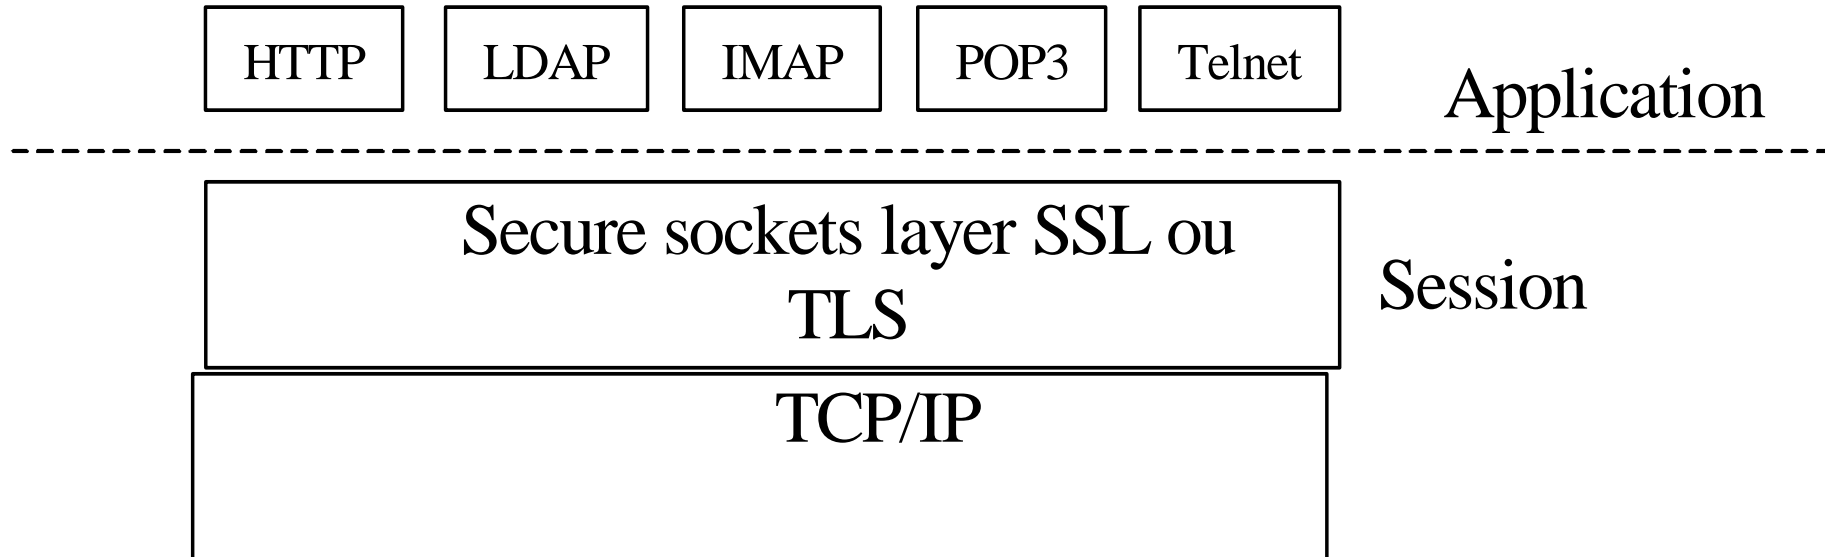 HTTP LDAP IMAP POP3 Telnet
Application
Secure sockets layer SSL ou
TLS
Session
TCP/IP